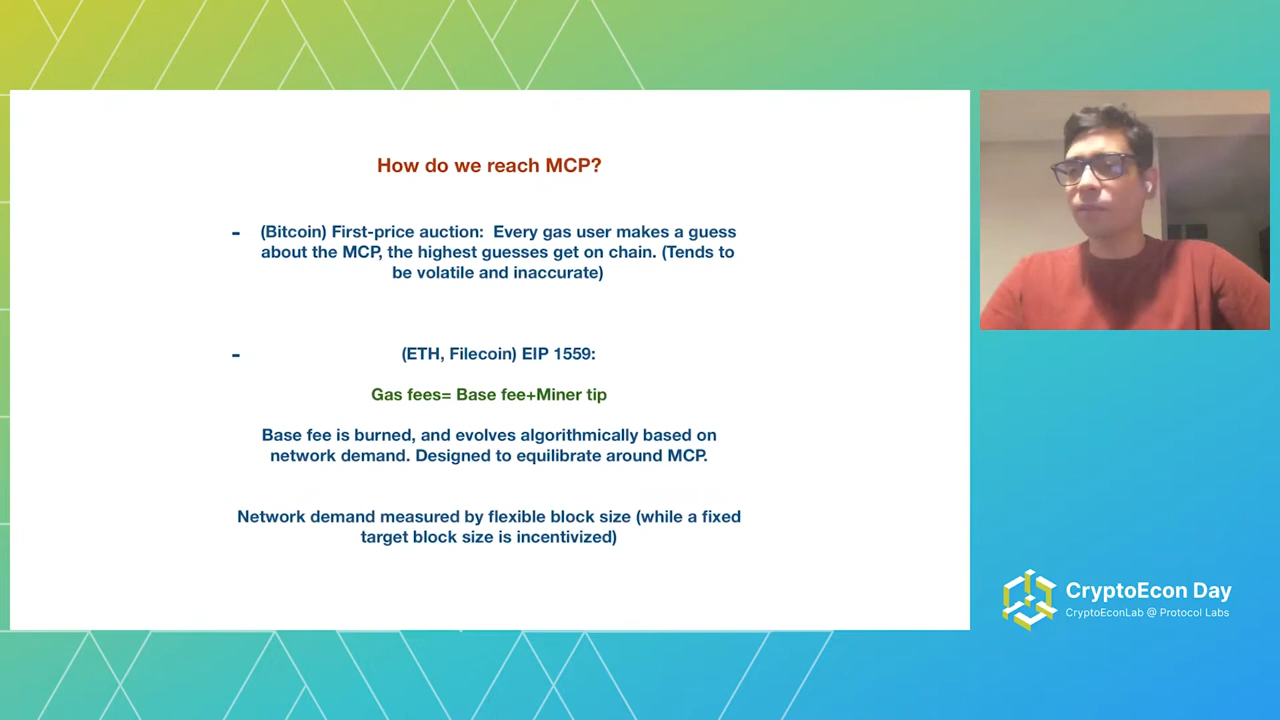 How do we reach MCP?
- (Bitcoin) First-price auction: Every gas user makes a guess
about the MCP, the highest guesses get on chain. (Tends to
be volatile and inaccurate)
- (ETH, Filecoin) EIP 1559:
Gas fees= Base fee+Miner tip
Base fee is burned, and evolves algorithmically based on
network demand. Designed to equilibrate around MCP.
Network demand measured by flexible block size (while a fixed
target block size is incentivized)
CryptoEcon Day
CryptoEconLab @ Protocol Labs